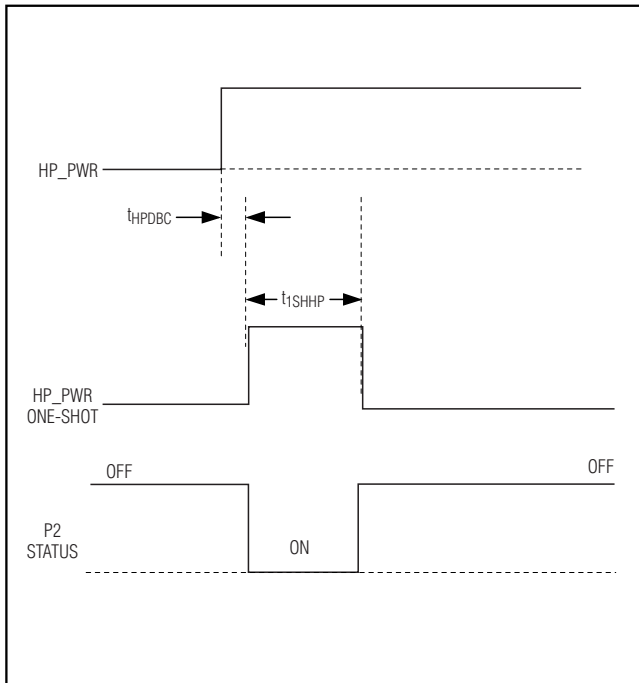 HP_PWR
tHPDBC
t1SHHP
HP_PWR
ONE-SHOT
OFF
OFF
P2
STATUS
ON